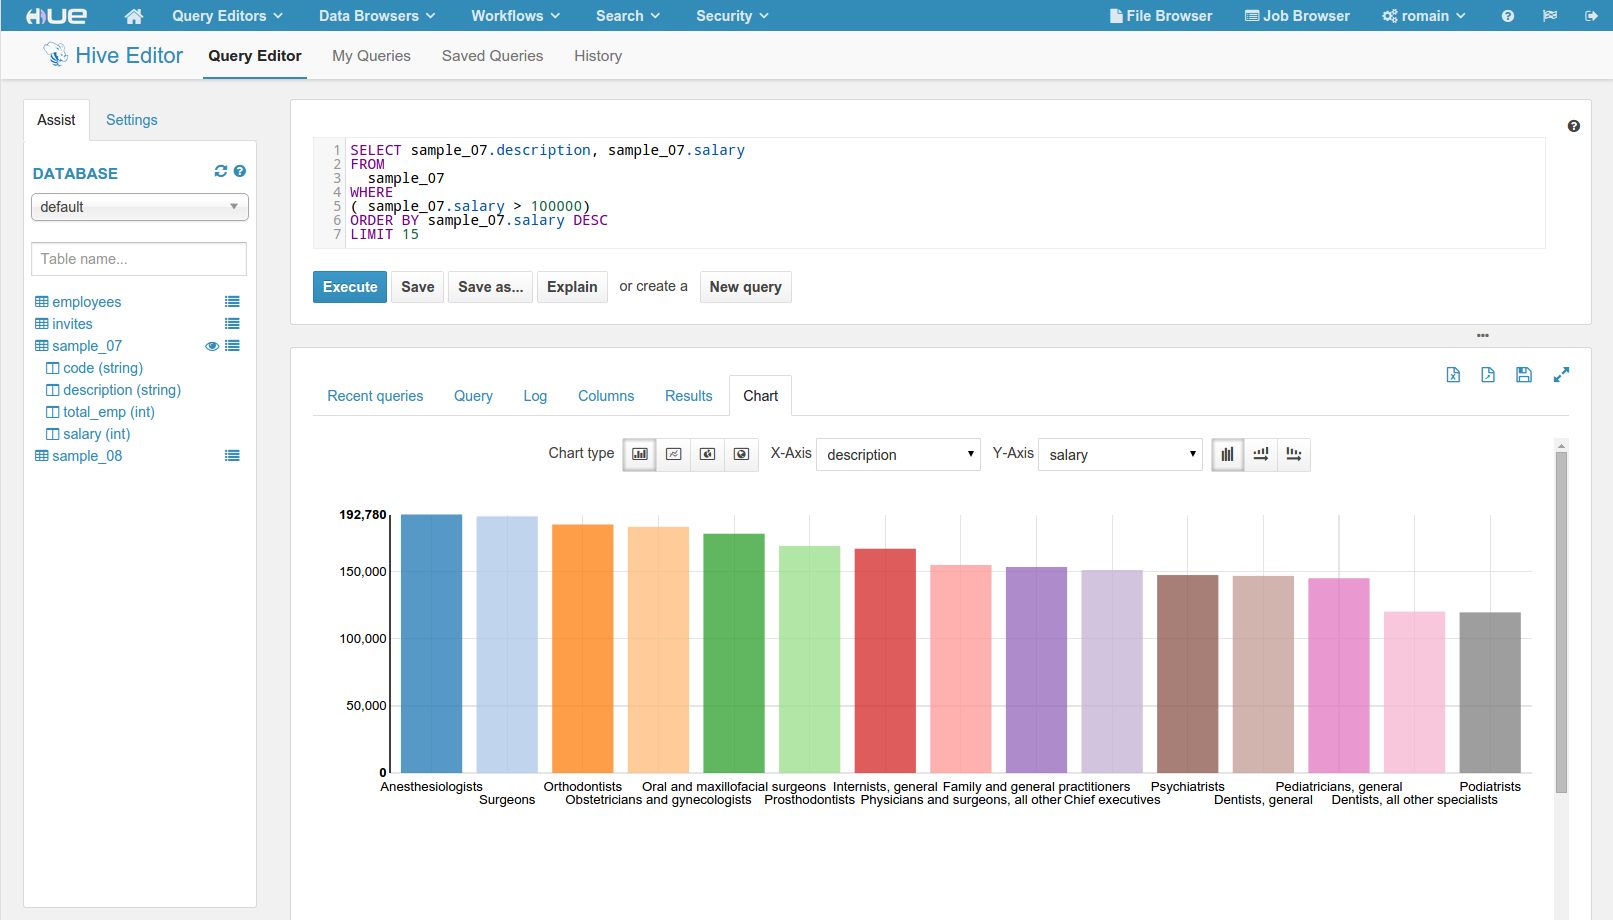 HUE Query Editors Data Browsers Workflows Search Security File Browser Job Browser romain
Hive Editor Query Editor My Queries Saved Queries History
Assist Settings
DATABASE
default
Table name...
employees
invites
sample_07
code (string)
description (string)
total_emp (int)
salary (int)
sample_08
1 SELECT sample_07.description, sample_07.salary
2 FROM
3 sample_07
4 WHERE
5 ( sample_07.salary > 100000)
6 ORDER BY sample_07.salary DESC
7 LIMIT 15
Execute Save Save as... Explain or create a New query
Recent queries Query Log Columns Results Chart
Chart type X-Axis description Y-Axis salary
192,780
150,000
100,000
50,000
0
Anesthesiologists Orthodontists Oral and maxillofacial surgeons Internists, general Family and general practitioners Psychiatrists Pediatricians, general Podiatrists
Surgeons Obstetricians and gynecologists Prosthodontists Physicians and surgeons, all other Chief executives Dentists, general Dentists, all other specialists